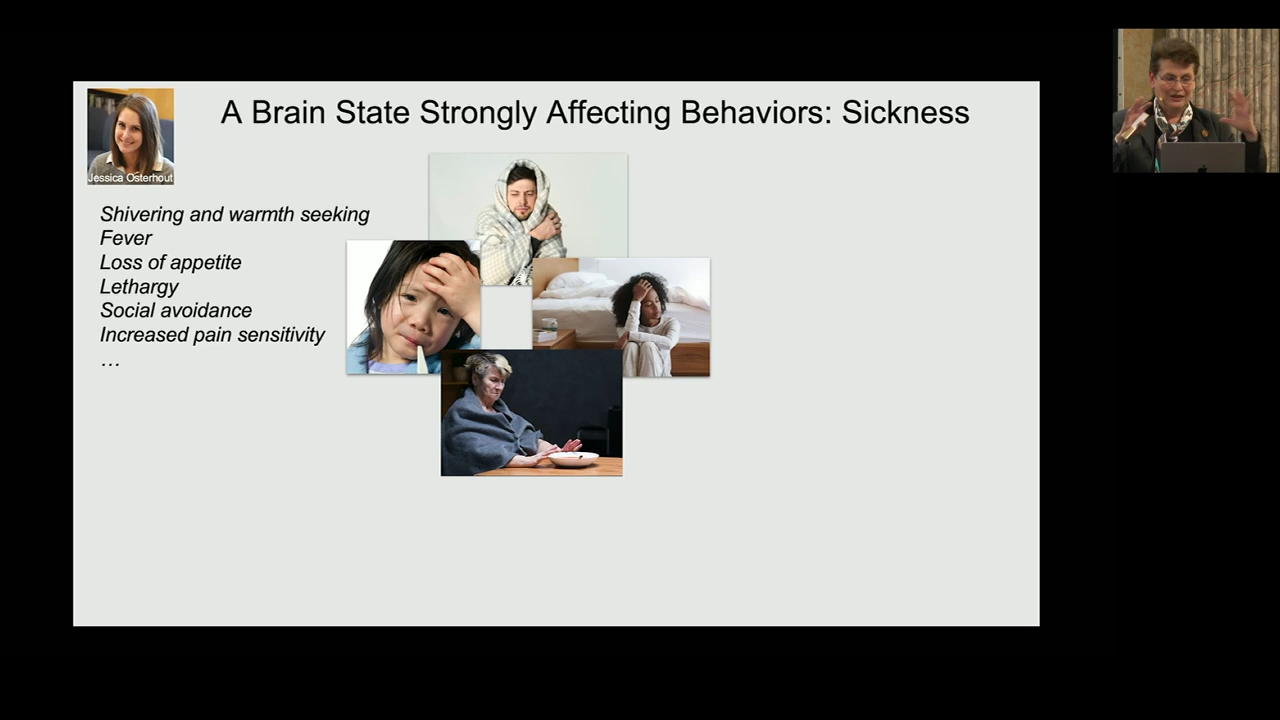 A Brain State Strongly Affecting Behaviors: Sickness
Jessica Osterhout
Shivering and warmth seeking
Fever
Loss of appetite
Lethargy
Social avoidance
Increased pain sensitivity
…